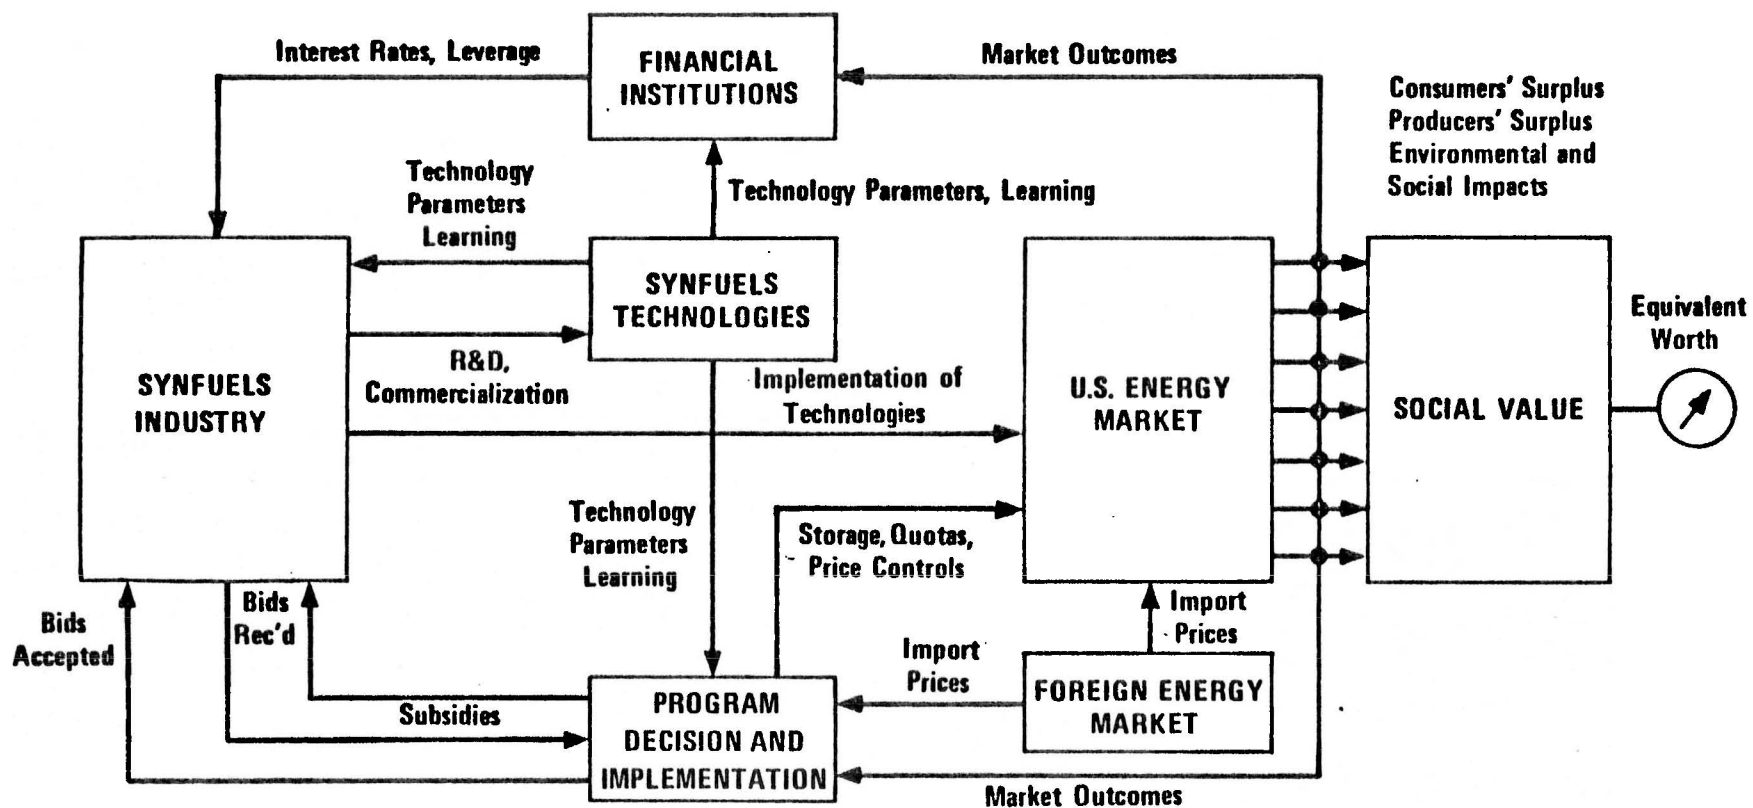 Interest Rates, Leverage
FINANCIAL
INSTITUTIONS
Market Outcomes
Consumers' Surplus
Producers' Surplus
Environmental and
Social Impacts
Technology
Parameters
Learning
Technology Parameters, Learning
SYNFUELS
TECHNOLOGIES
R&D,
Commercialization
SYNFUELS
INDUSTRY
Implementation of
Technologies
U.S. ENERGY
MARKET
SOCIAL VALUE
Equivalent
Worth
Technology
Parameters
Learning
Storage, Quotas,
Price Controls
Bids
Accepted
Bids
Rec'd
Subsidies
PROGRAM
DECISION AND
IMPLEMENTATION
Import
Prices
Import
Prices
FOREIGN ENERGY
MARKET
Market Outcomes